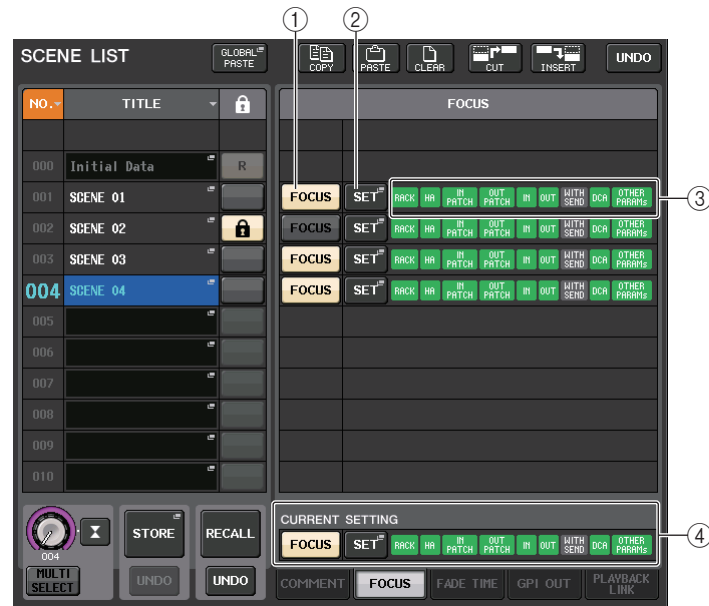 ① ②
SCENE LIST GLOBAL PASTE COPY PASTE CLEAR CUT INSERT UNDO
NO. TITLE FOCUS
000 Initial Data R
001 SCENE 01 FOCUS SET RACK HA IN PATCH OUT PATCH IN OUT WITH SEND DCA OTHER PARAMs ③
002 SCENE 02 FOCUS SET RACK HA IN PATCH OUT PATCH IN OUT WITH SEND DCA OTHER PARAMs
003 SCENE 03 FOCUS SET RACK HA IN PATCH OUT PATCH IN OUT WITH SEND DCA OTHER PARAMs
004 SCENE 04 FOCUS SET RACK HA IN PATCH OUT PATCH IN OUT WITH SEND DCA OTHER PARAMs
005
006
007
008
009
010
CURRENT SETTING
STORE RECALL FOCUS SET RACK HA IN PATCH OUT PATCH IN OUT WITH SEND DCA OTHER PARAMs ④
004
MULTI SELECT UNDO UNDO COMMENT FOCUS FADE TIME GPI OUT PLAYBACK LINK